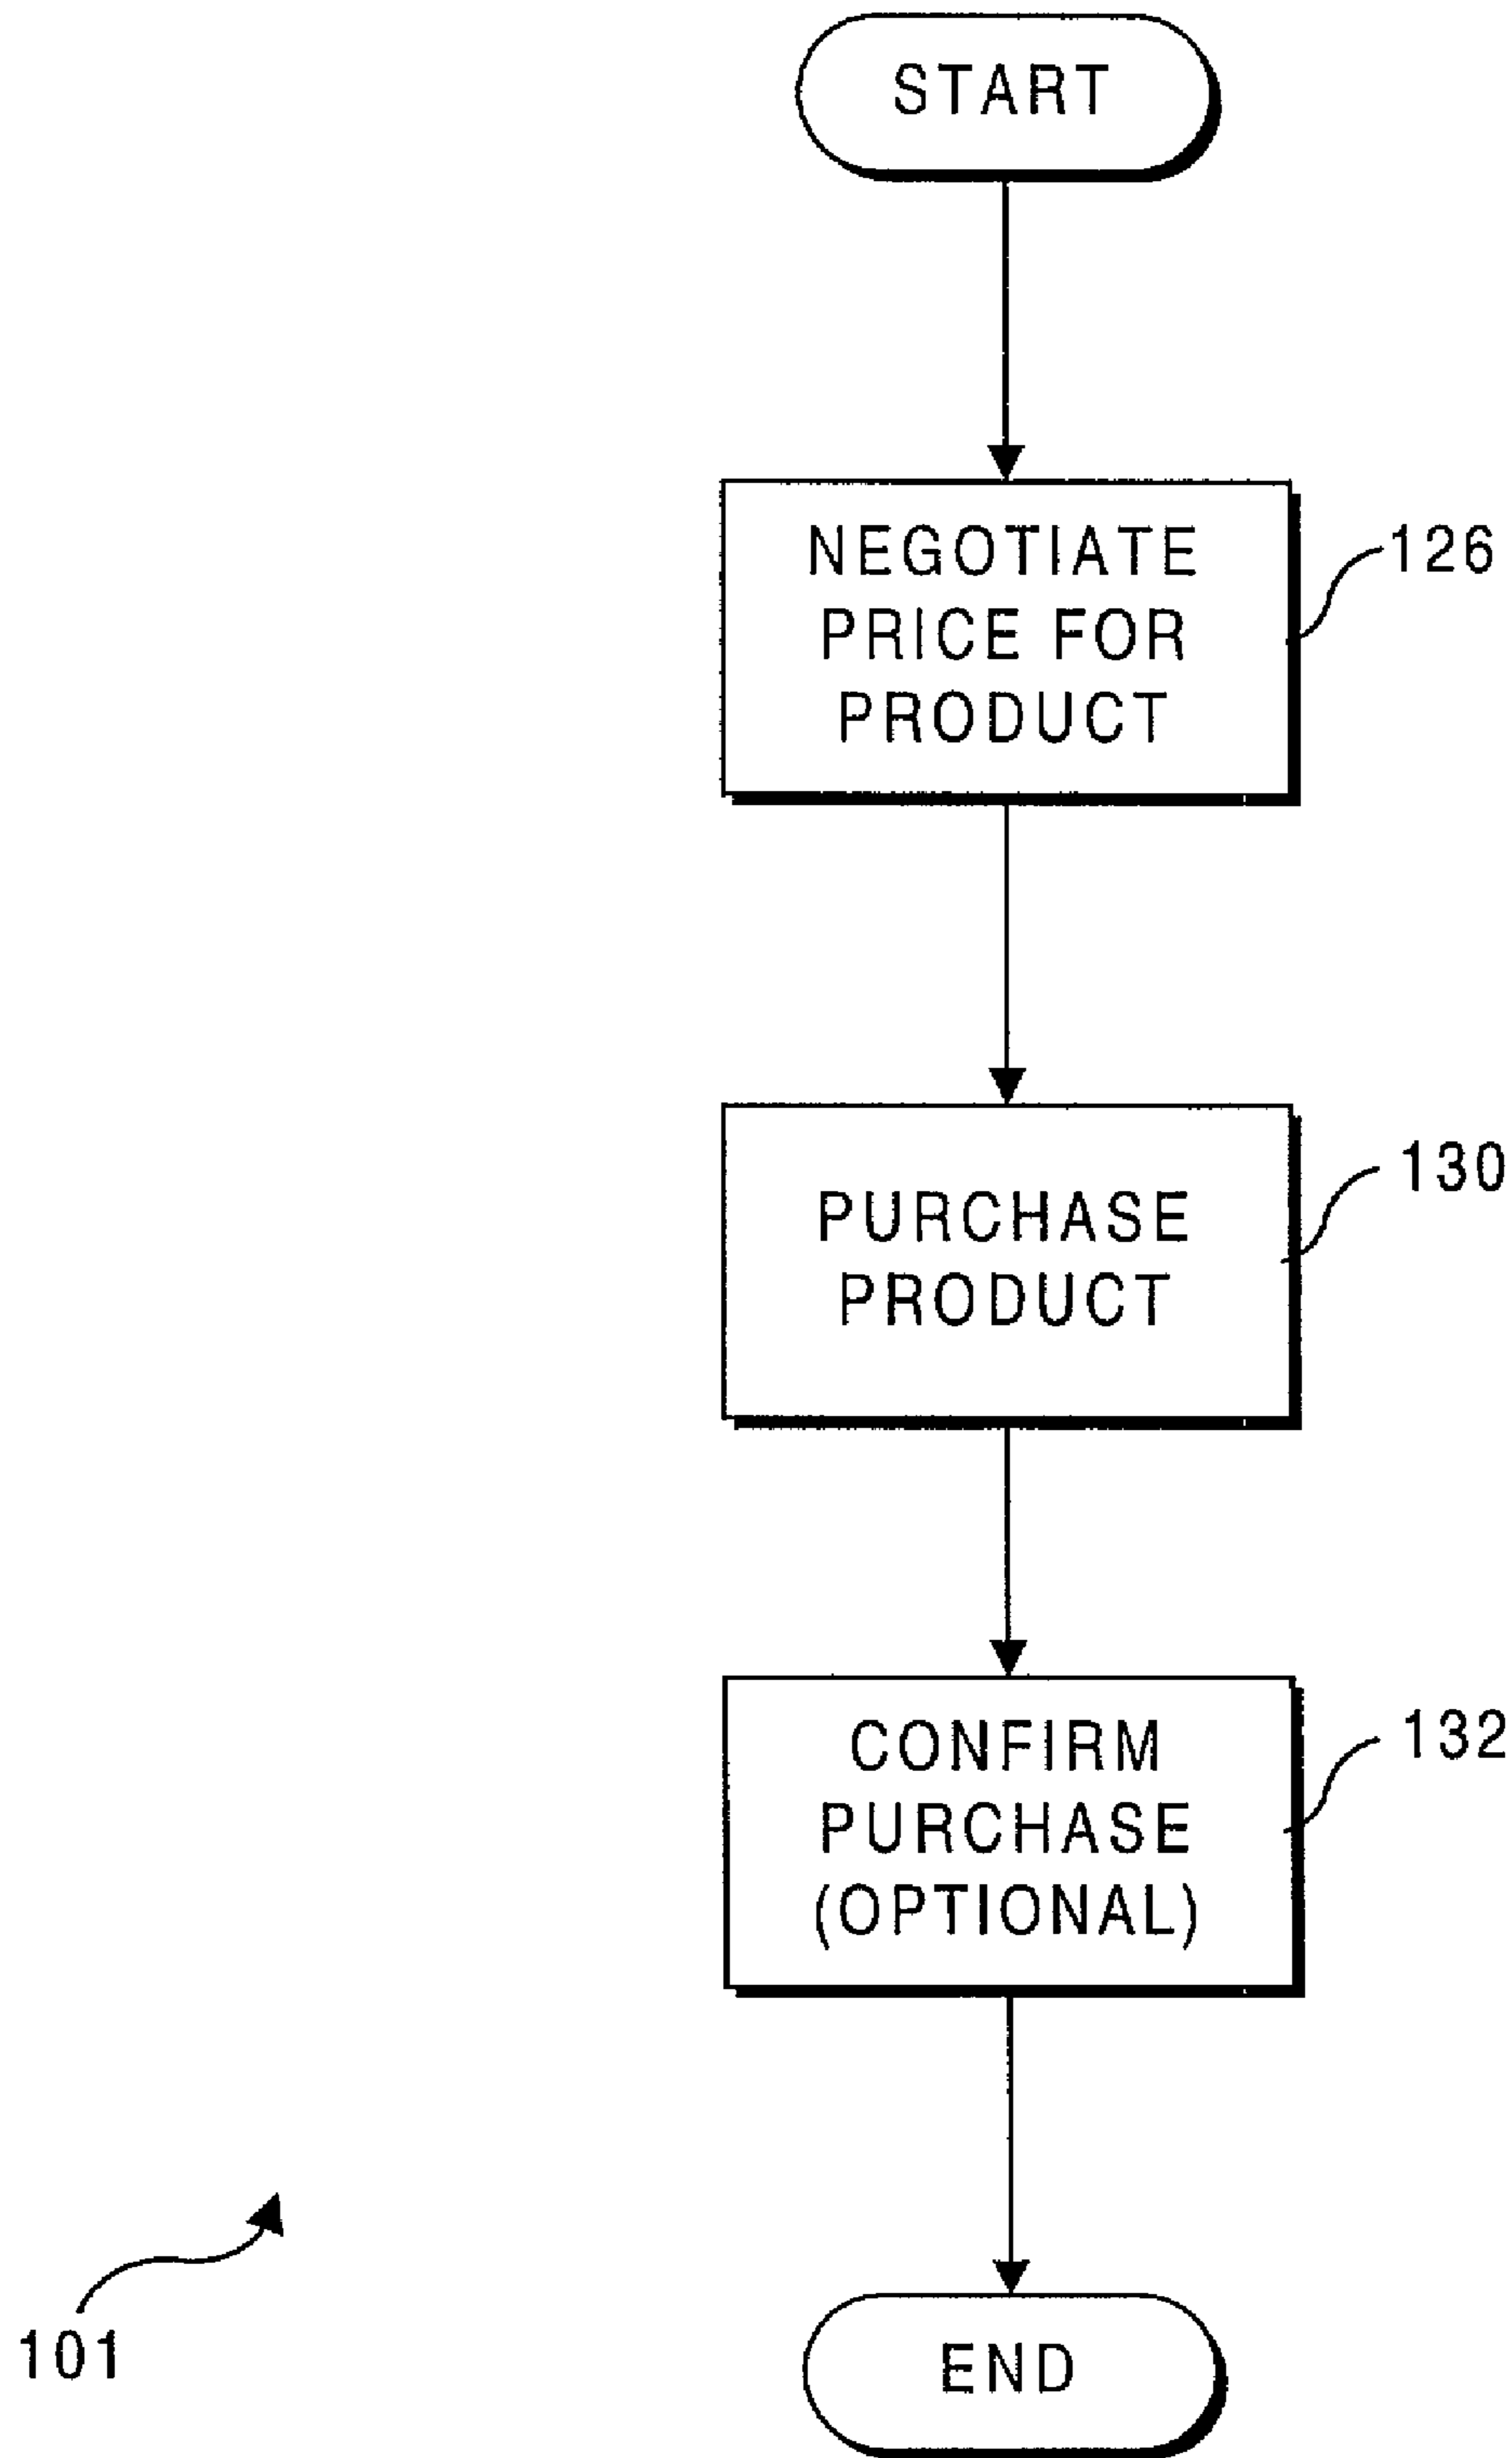 START
NEGOTIATE
PRICE FOR
PRODUCT
126
PURCHASE
PRODUCT
130
CONFIRM
PURCHASE
(OPTIONAL)
132
101
END